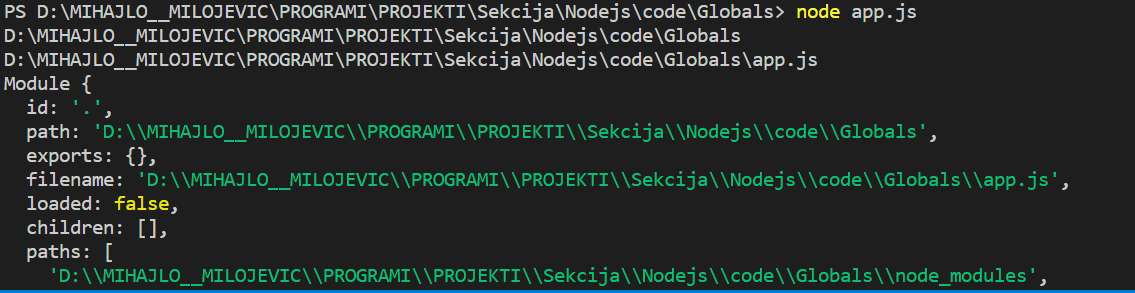 PS D:\MIHAJLO__MILOJEVIC\PROGRAMI\PROJEKTI\Sekcija\Nodejs\code\Globals> node app.js
D:\MIHAJLO__MILOJEVIC\PROGRAMI\PROJEKTI\Sekcija\Nodejs\code\Globals
D:\MIHAJLO__MILOJEVIC\PROGRAMI\PROJEKTI\Sekcija\Nodejs\code\Globals\app.js
Module {
  id: '.',
  path: 'D:\\MIHAJLO__MILOJEVIC\\PROGRAMI\\PROJEKTI\\Sekcija\\Nodejs\\code\\Globals',
  exports: {},
  filename: 'D:\\MIHAJLO__MILOJEVIC\\PROGRAMI\\PROJEKTI\\Sekcija\\Nodejs\\code\\Globals\\app.js',
  loaded: false,
  children: [],
  paths: [
    'D:\\MIHAJLO__MILOJEVIC\\PROGRAMI\\PROJEKTI\\Sekcija\\Nodejs\\code\\Globals\\node_modules',